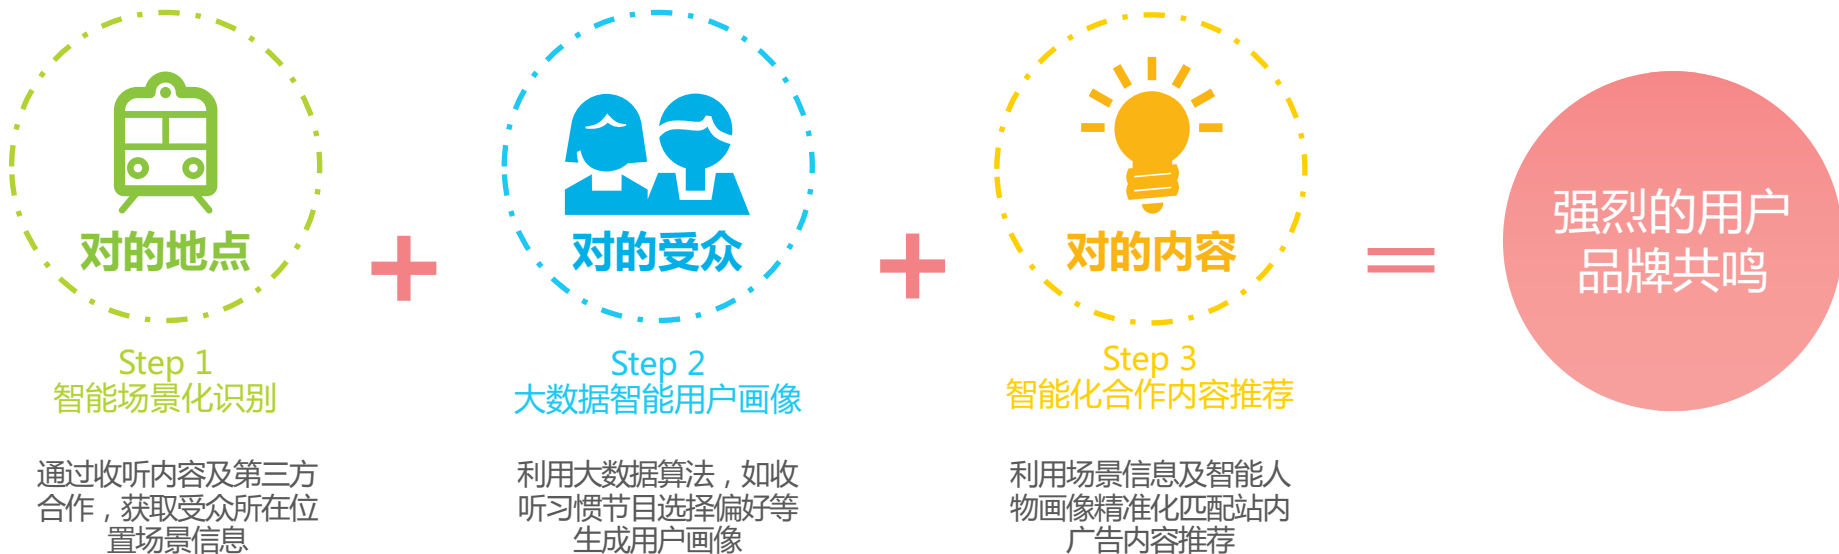 对的地点
Step 1
智能场景化识别
通过收听内容及第三方
合作，获取受众所在位
置场景信息
+
对的受众
Step 2
大数据智能用户画像
利用大数据算法，如收
听习惯节目选择偏好等
生成用户画像
+
对的内容
Step 3
智能化合作内容推荐
利用场景信息及智能人
物画像精准化匹配站内
广告内容推荐
=
强烈的用户
品牌共鸣